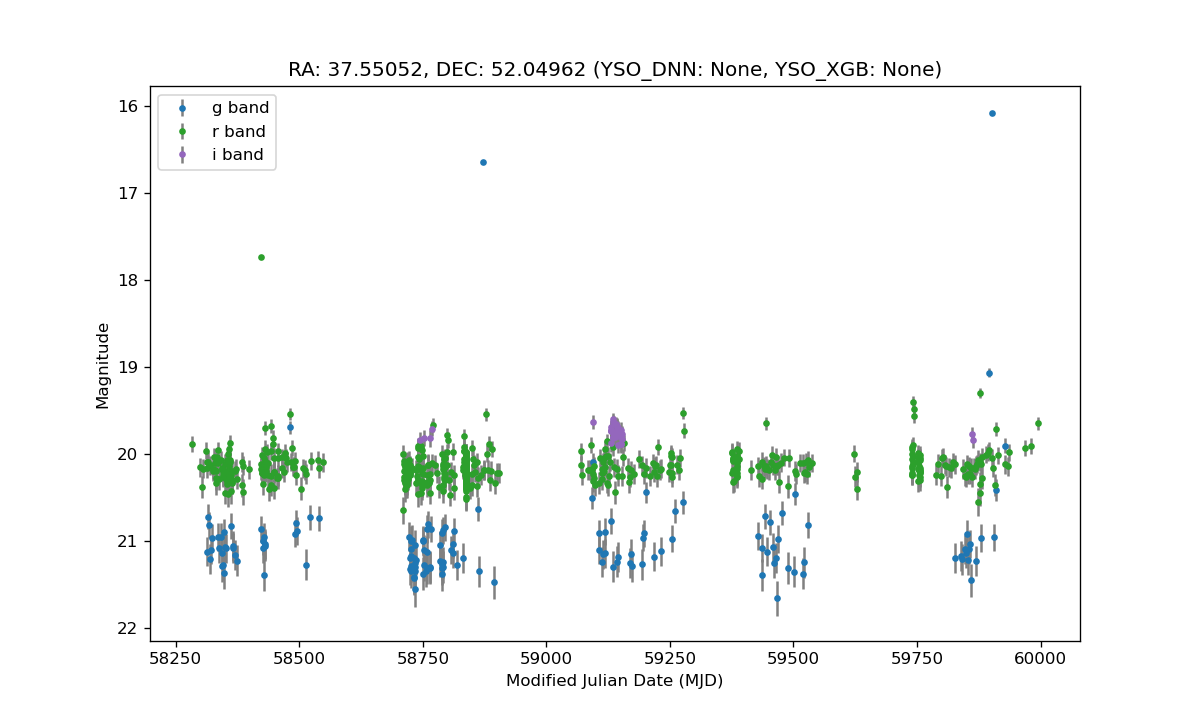 RA: 37.55052, DEC: 52.04962 (YSO_DNN: None, YSO_XGB: None)
g band
r band
i band
Magnitude
16
17
18
19
20
21
22
58250 58500 58750 59000 59250 59500 59750 60000
Modified Julian Date (MJD)